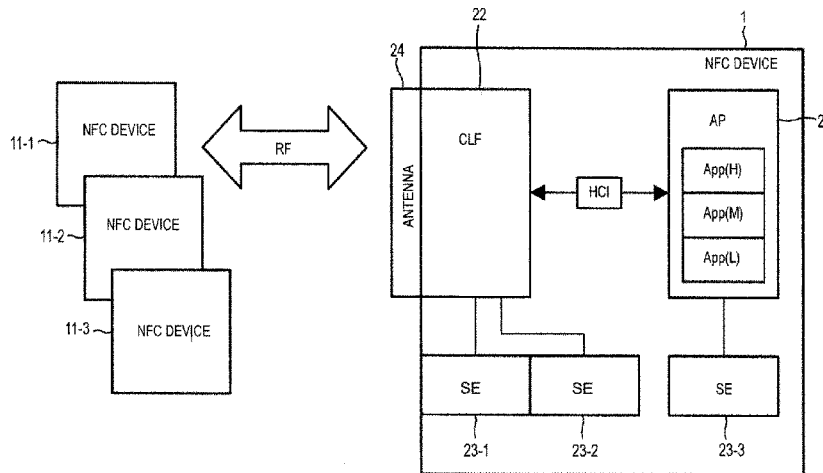 1
NFC DEVICE
22
24
CLF
ANTENNA
AP
2
App(H)
App(M)
App(L)
HCI
RF
11-1
NFC DEVICE
11-2
NFC DEVICE
11-3
NFC DEVICE
SE
SE
SE
23-1
23-2
23-3